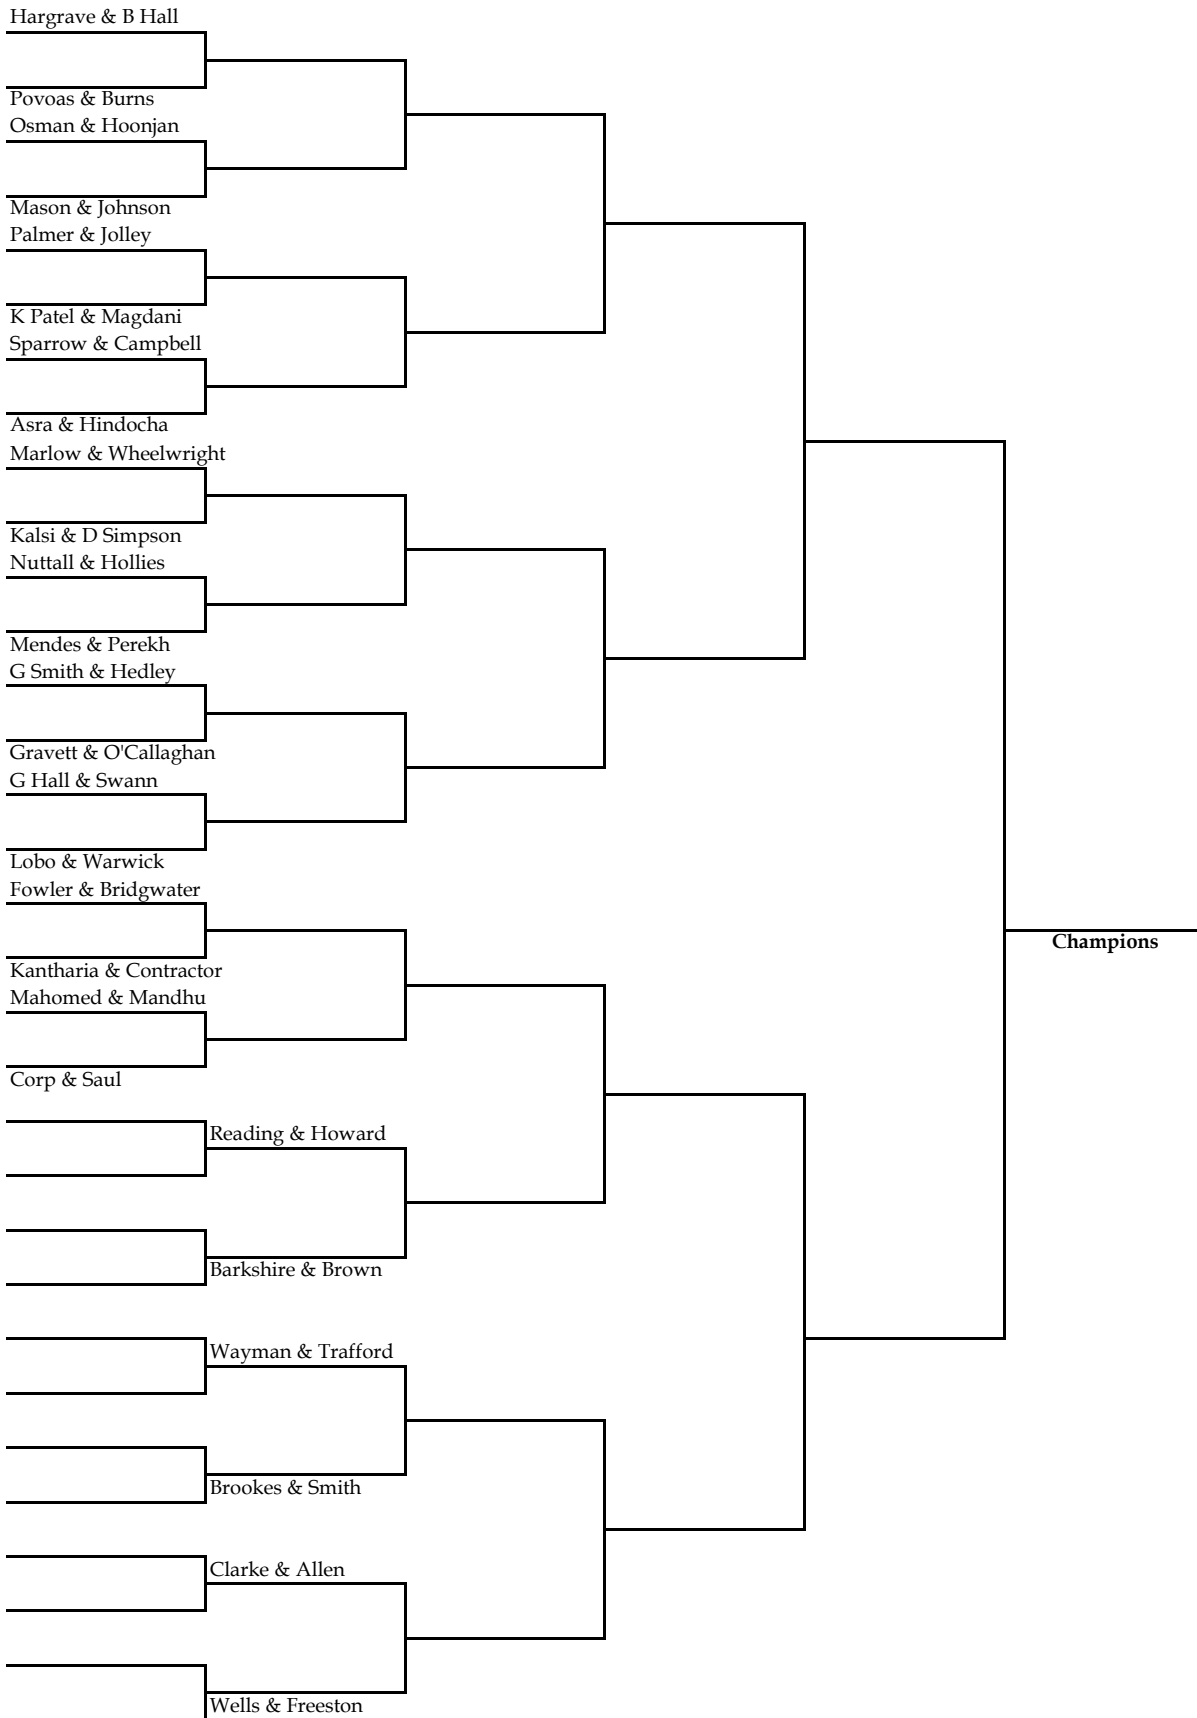 Hargrave & B Hall
Povoas & Burns
Osman & Hoonjan
Mason & Johnson
Palmer & Jolley
K Patel & Magdani
Sparrow & Campbell
Asra & Hindocha
Marlow & Wheelwright
Kalsi & D Simpson
Nuttall & Hollies
Mendes & Perekh
G Smith & Hedley
Gravett & O'Callaghan
G Hall & Swann
Lobo & Warwick
Fowler & Bridgwater
Champions
Kantharia & Contractor
Mahomed & Mandhu
Corp & Saul
Reading & Howard
Barkshire & Brown
Wayman & Trafford
Brookes & Smith
Clarke & Allen
Wells & Freeston